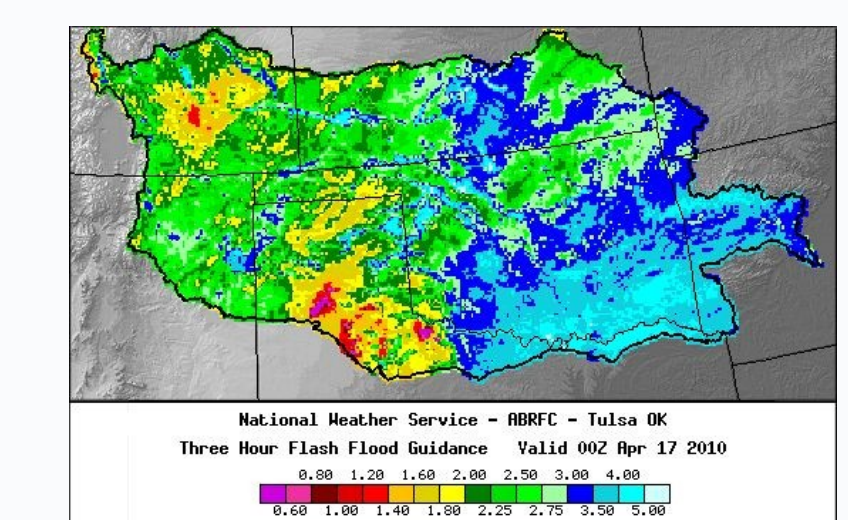 National Weather Service - ABRFC - Tulsa OK
Three Hour Flash Flood Guidance Valid 00Z Apr 17 2010
0.80 1.20 1.60 2.00 2.50 3.00 4.00
0.60 1.00 1.40 1.80 2.25 2.75 3.50 5.00